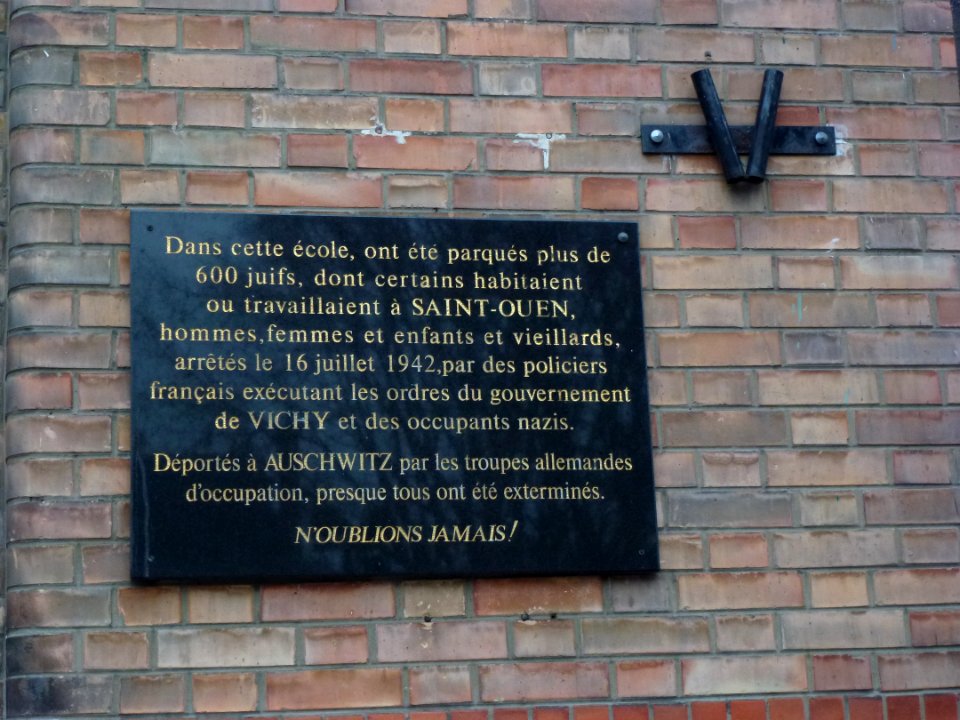 Dans cette école, ont été parqués plus de
600 juifs, dont certains habitaient
ou travaillaient à SAINT-OUEN,
hommes,femmes et enfants et vieillards,
arrêtés le 16 juillet 1942,par des policiers
français exécutant les ordres du gouvernement
de VICHY et des occupants nazis.
Déportés à AUSCHWITZ par les troupes allemandes
d'occupation, presque tous ont été exterminés.
N'OUBLIONS JAMAIS!